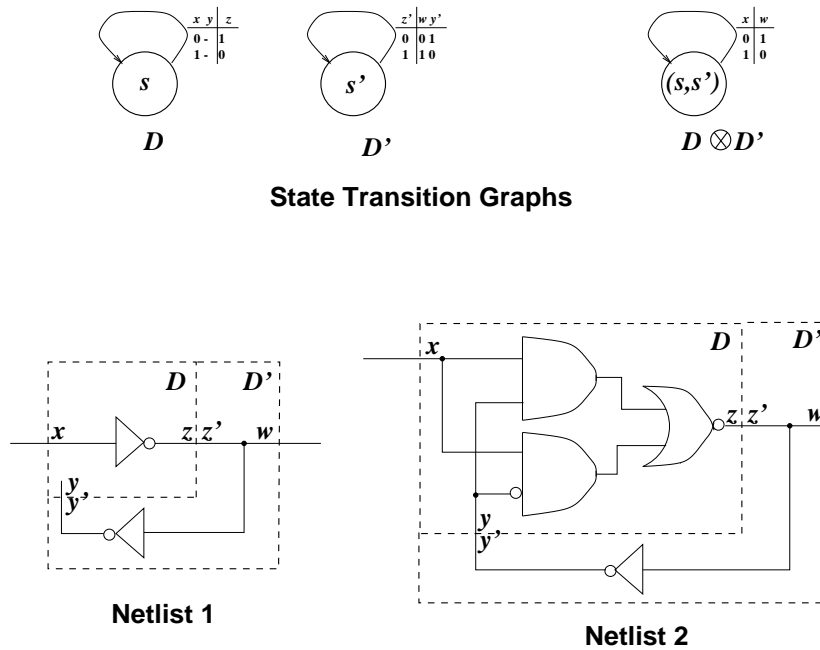 x y z
0 - 1
1 - 0
s
D
z' w y'
0 0 1
1 1 0
s'
D'
x w
0 1
1 0
(s,s')
D ⊗ D'
State Transition Graphs
D D'
x z z' w
y
y'
Netlist 1
D D'
x
z z' w
y
y'
Netlist 2